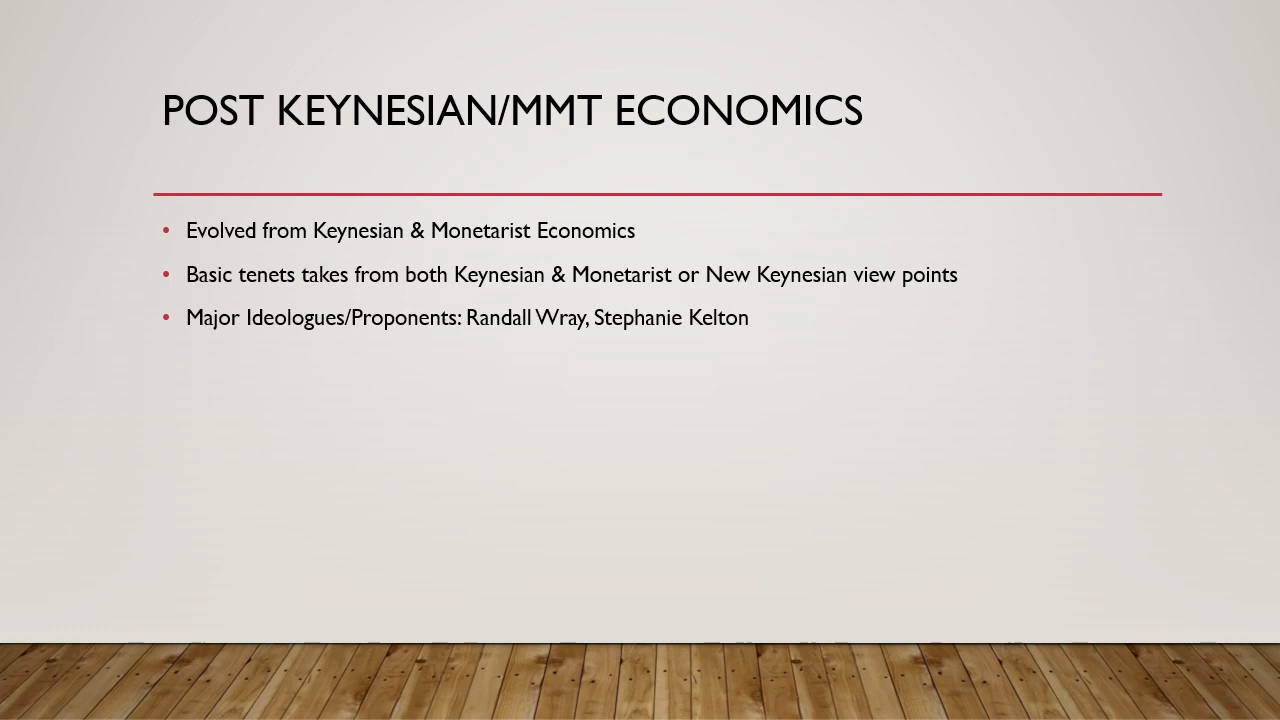 POST KEYNESIAN/MMT ECONOMICS
• Evolved from Keynesian & Monetarist Economics
• Basic tenets takes from both Keynesian & Monetarist or New Keynesian view points
• Major Ideologues/Proponents: Randall Wray, Stephanie Kelton